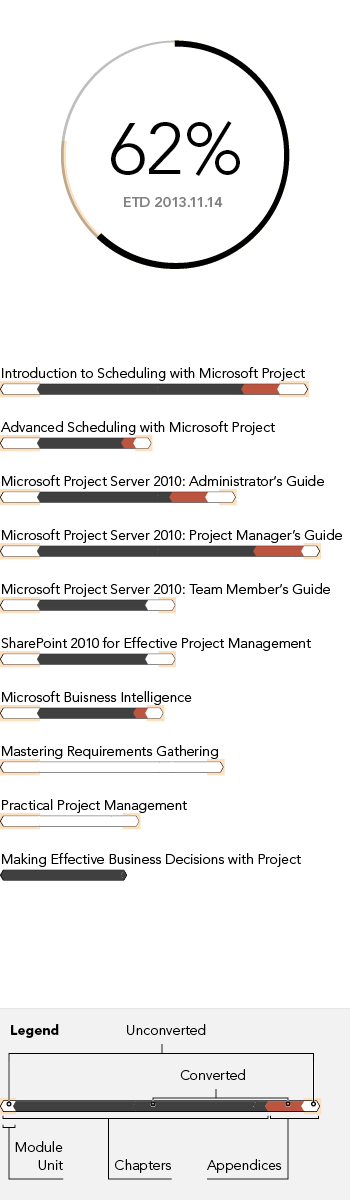 62%
ETD 2013.11.14
Introduction to Scheduling with Microsoft Project
Advanced Scheduling with Microsoft Project
Microsoft Project Server 2010: Administrator's Guide
Microsoft Project Server 2010: Project Manager's Guide
Microsoft Project Server 2010: Team Member's Guide
SharePoint 2010 for Effective Project Management
Microsoft Buisness Intelligence
Mastering Requirements Gathering
Practical Project Management
Making Effective Business Decisions with Project
Legend
Unconverted
Converted
Module
Unit
Chapters
Appendices